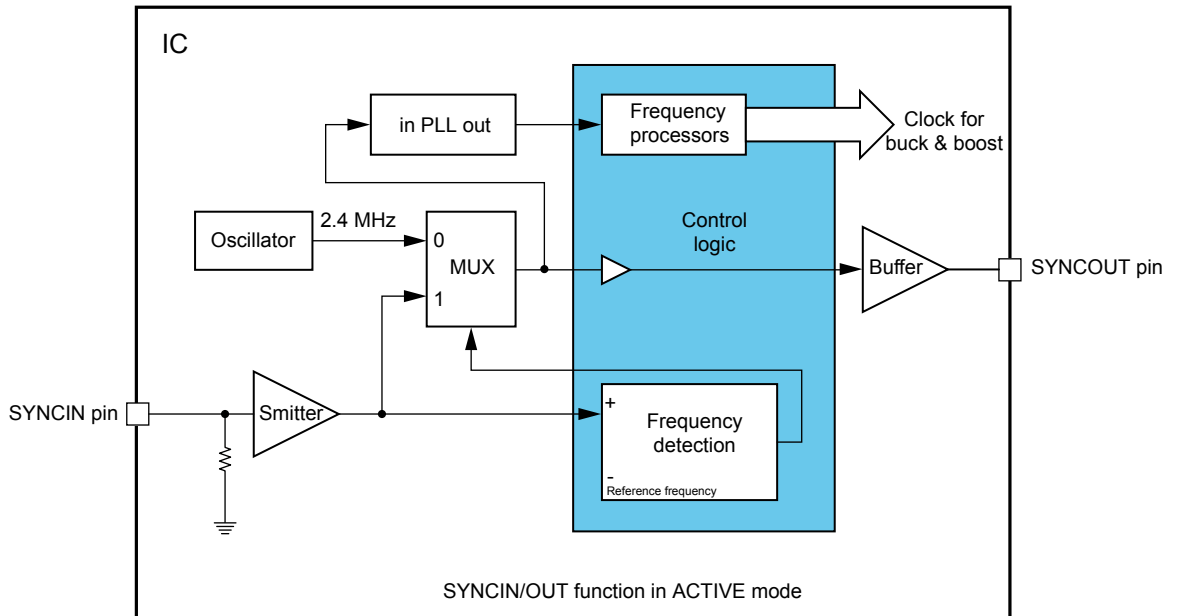 IC
in PLL out
Frequency
processors
Clock for
buck & boost
Oscillator
2.4 MHz
0
MUX
1
Control
logic
Buffer
SYNCOUT pin
SYNCIN pin
Smitter
+
Frequency
detection
-
Reference frequency
SYNCIN/OUT function in ACTIVE mode